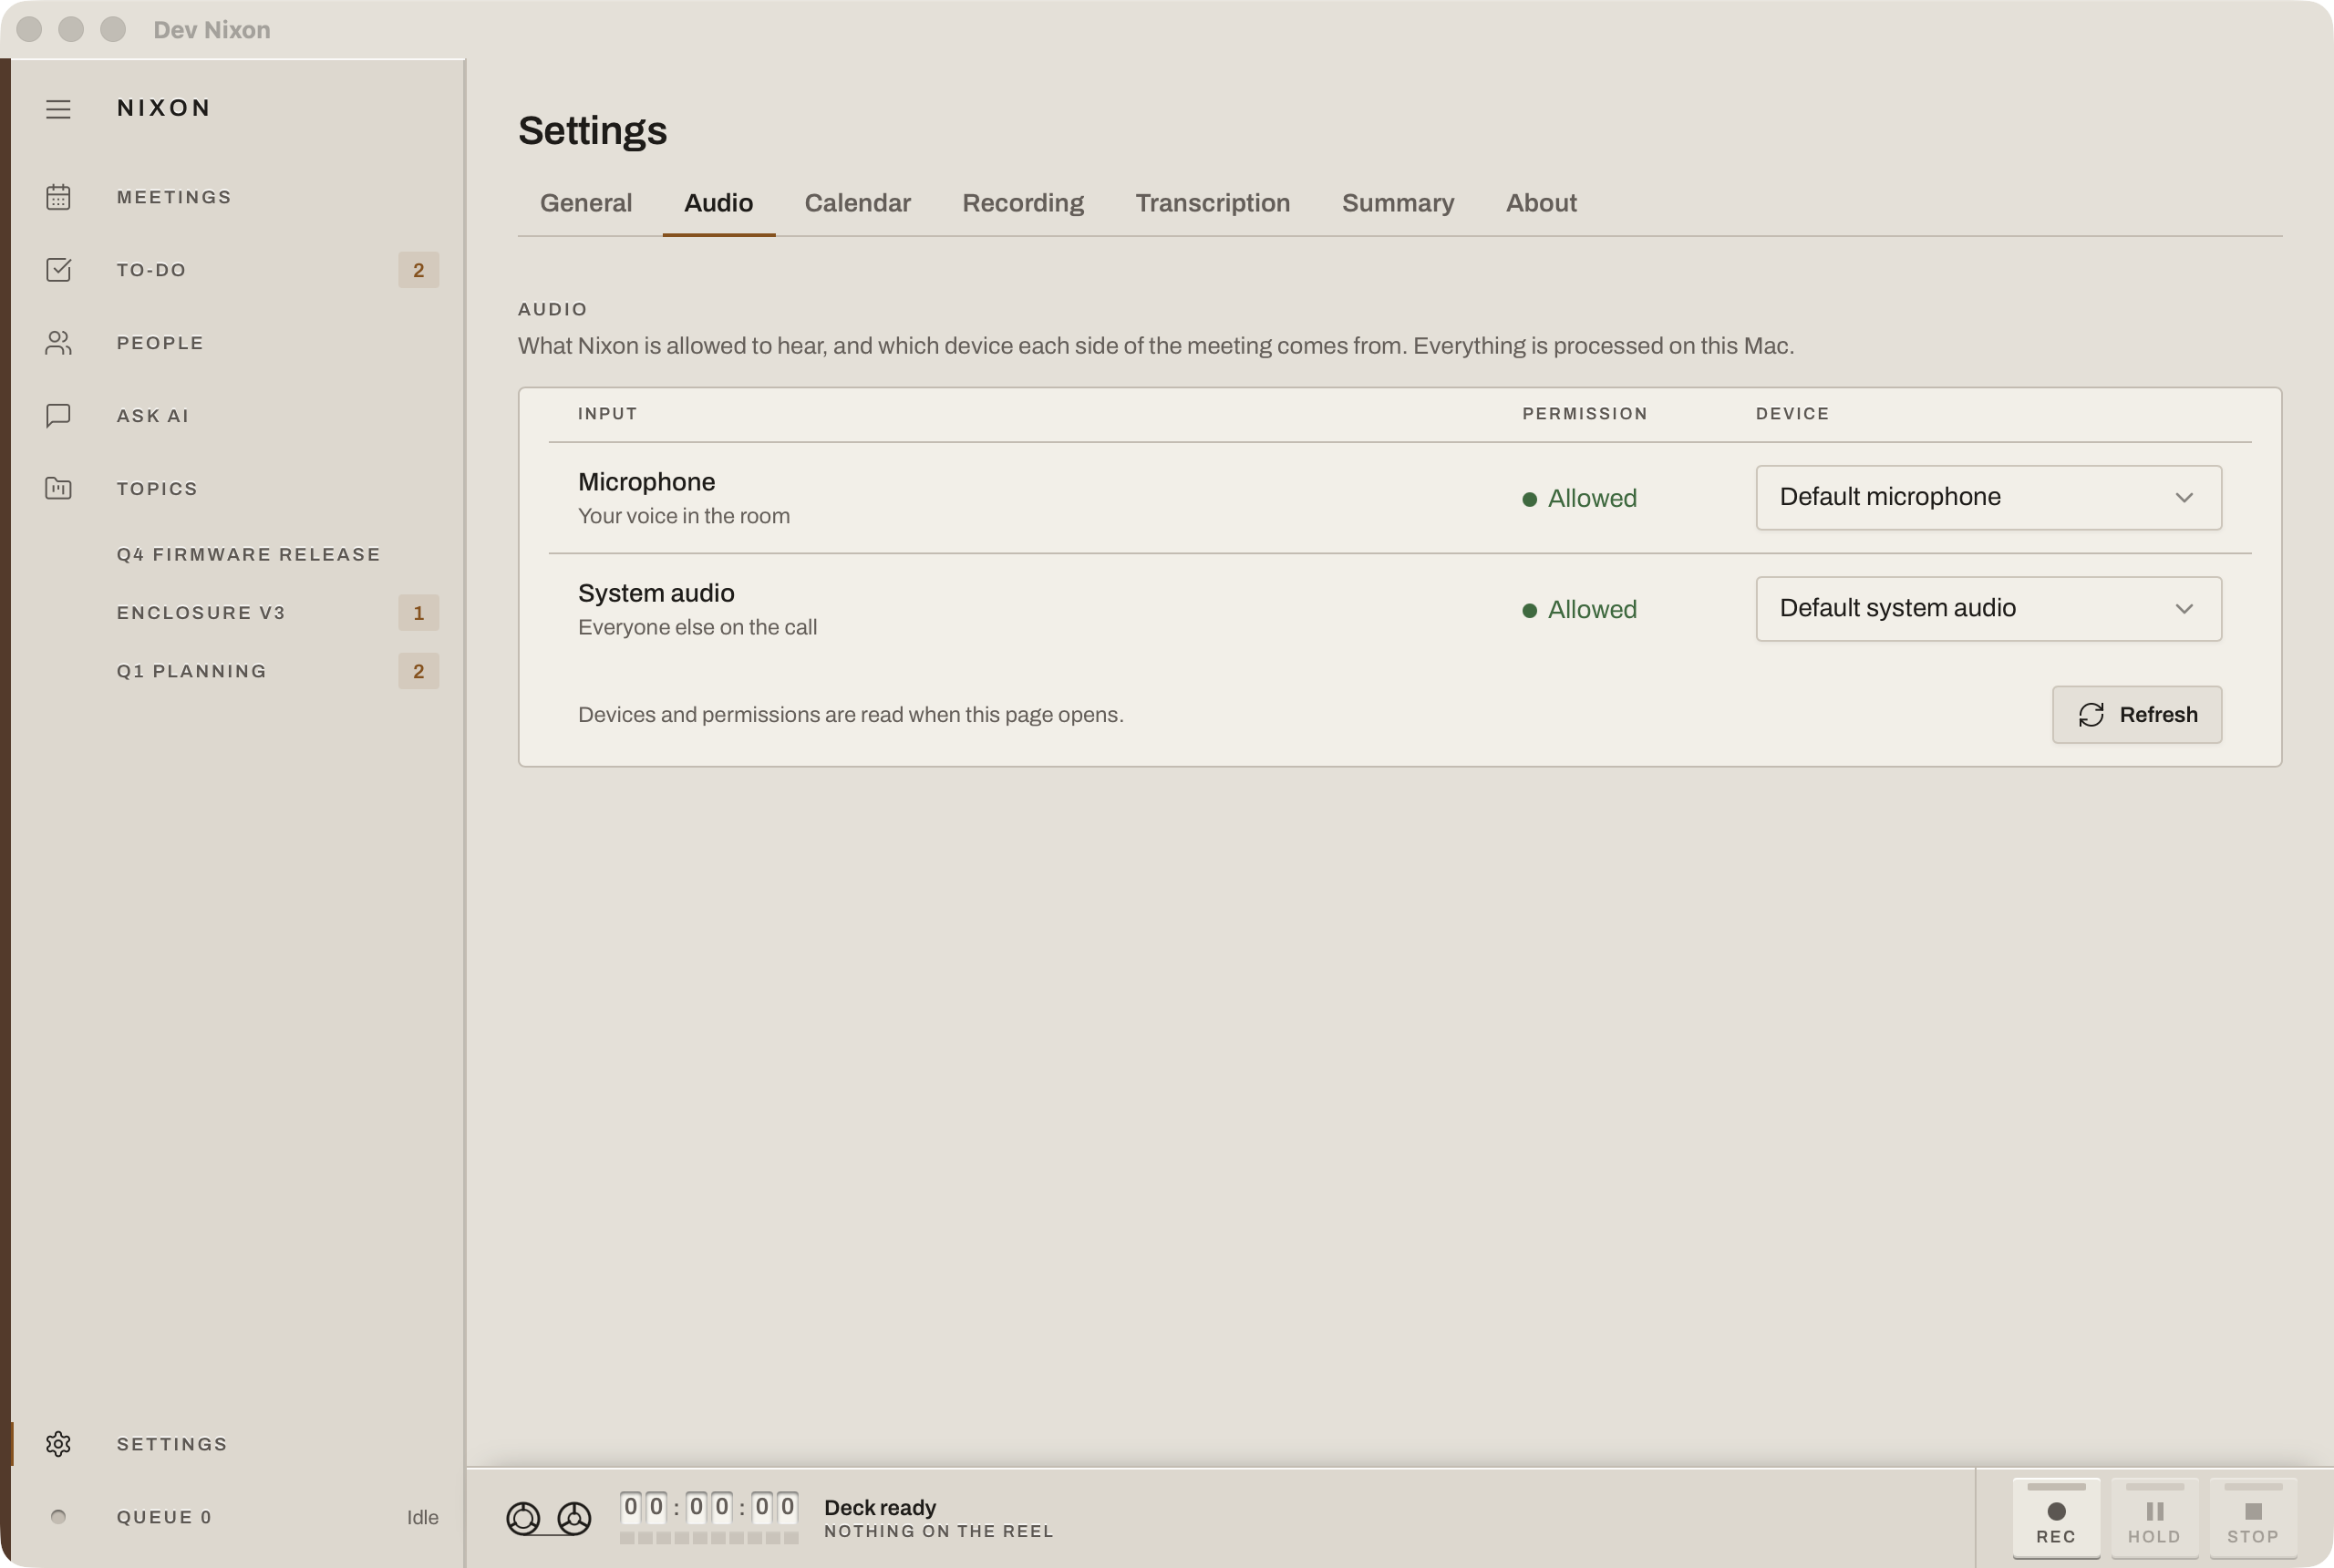 Dev Nixon
NIXON
MEETINGS
TO-DO 2
PEOPLE
ASK AI
TOPICS
Q4 FIRMWARE RELEASE
ENCLOSURE V3 1
Q1 PLANNING 2
SETTINGS
QUEUE 0 Idle
Settings
General Audio Calendar Recording Transcription Summary About
AUDIO
What Nixon is allowed to hear, and which device each side of the meeting comes from. Everything is processed on this Mac.
INPUT PERMISSION DEVICE
Microphone
Your voice in the room
Allowed
Default microphone
System audio
Everyone else on the call
Allowed
Default system audio
Devices and permissions are read when this page opens.
Refresh
00:00:00
Deck ready
NOTHING ON THE REEL
REC HOLD STOP